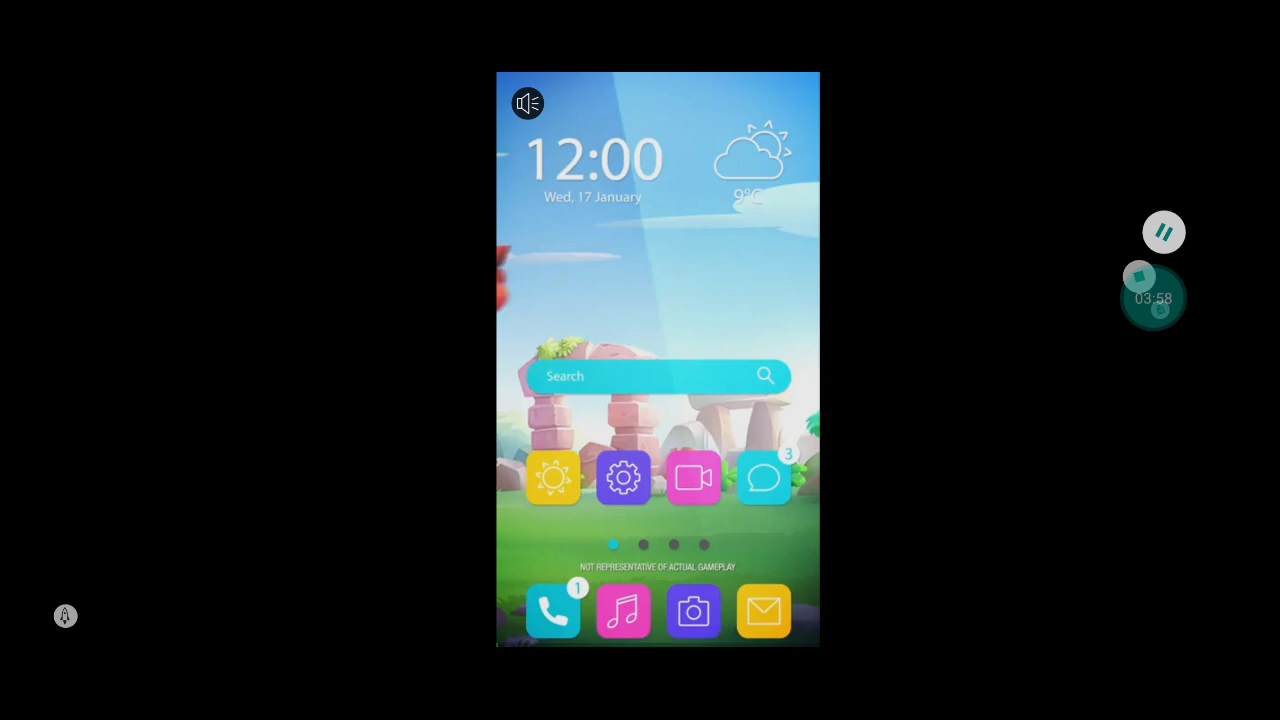 12:00
Wed, 17 January
9°C
Search
3
NOT REPRESENTATIVE OF ACTUAL GAMEPLAY
1
03:58